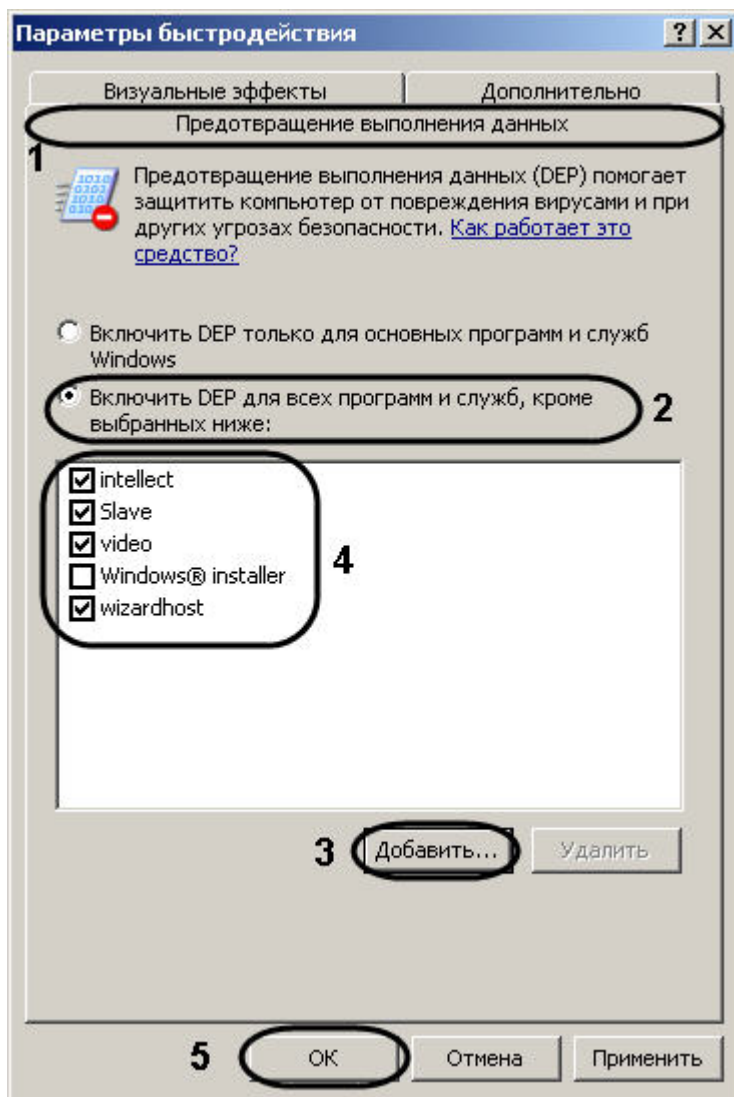 Параметры быстродействия
? X
Визуальные эффекты
Дополнительно
Предотвращение выполнения данных
1
Предотвращение выполнения данных (DEP) помогает
защитить компьютер от повреждения вирусами и при
других угрозах безопасности. Как работает это
средство?
Включить DEP только для основных программ и служб
Windows
Включить DEP для всех программ и служб, кроме
выбранных ниже:
2
intellect
Slave
video
Windows® installer
wizardhost
4
3
Добавить...
Удалить
5
ОК
Отмена
Применить